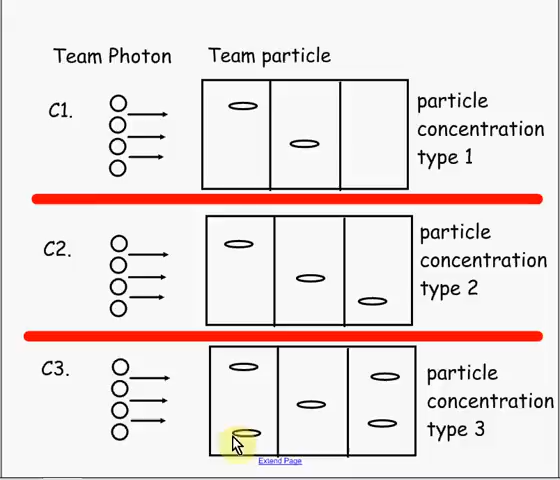 Team Photon Team particle
C1.
particle
concentration
type 1
C2.
particle
concentration
type 2
C3.
particle
concentration
type 3
Extend Page